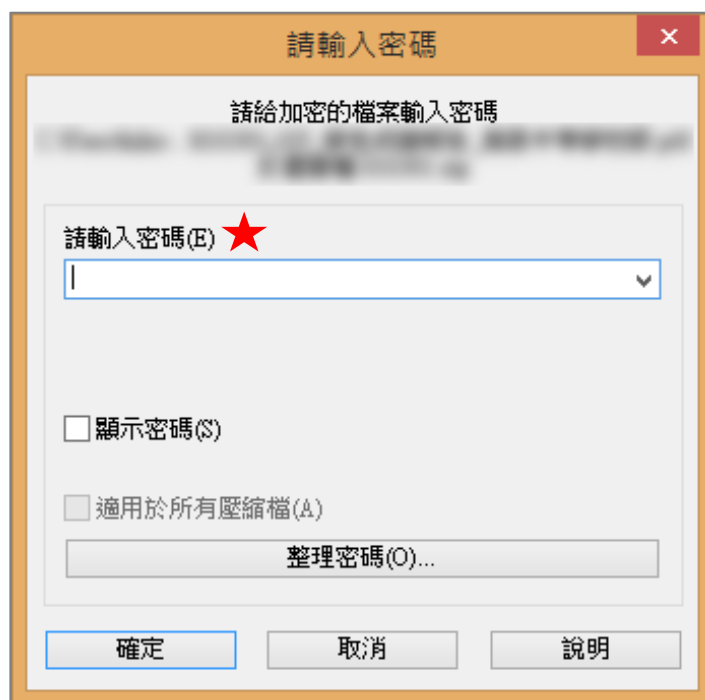 請輸入密碼
請給加密的檔案輸入密碼
請輸入密碼(E)
顯示密碼(S)
適用於所有壓縮檔(A)
整理密碼(O)...
確定
取消
說明